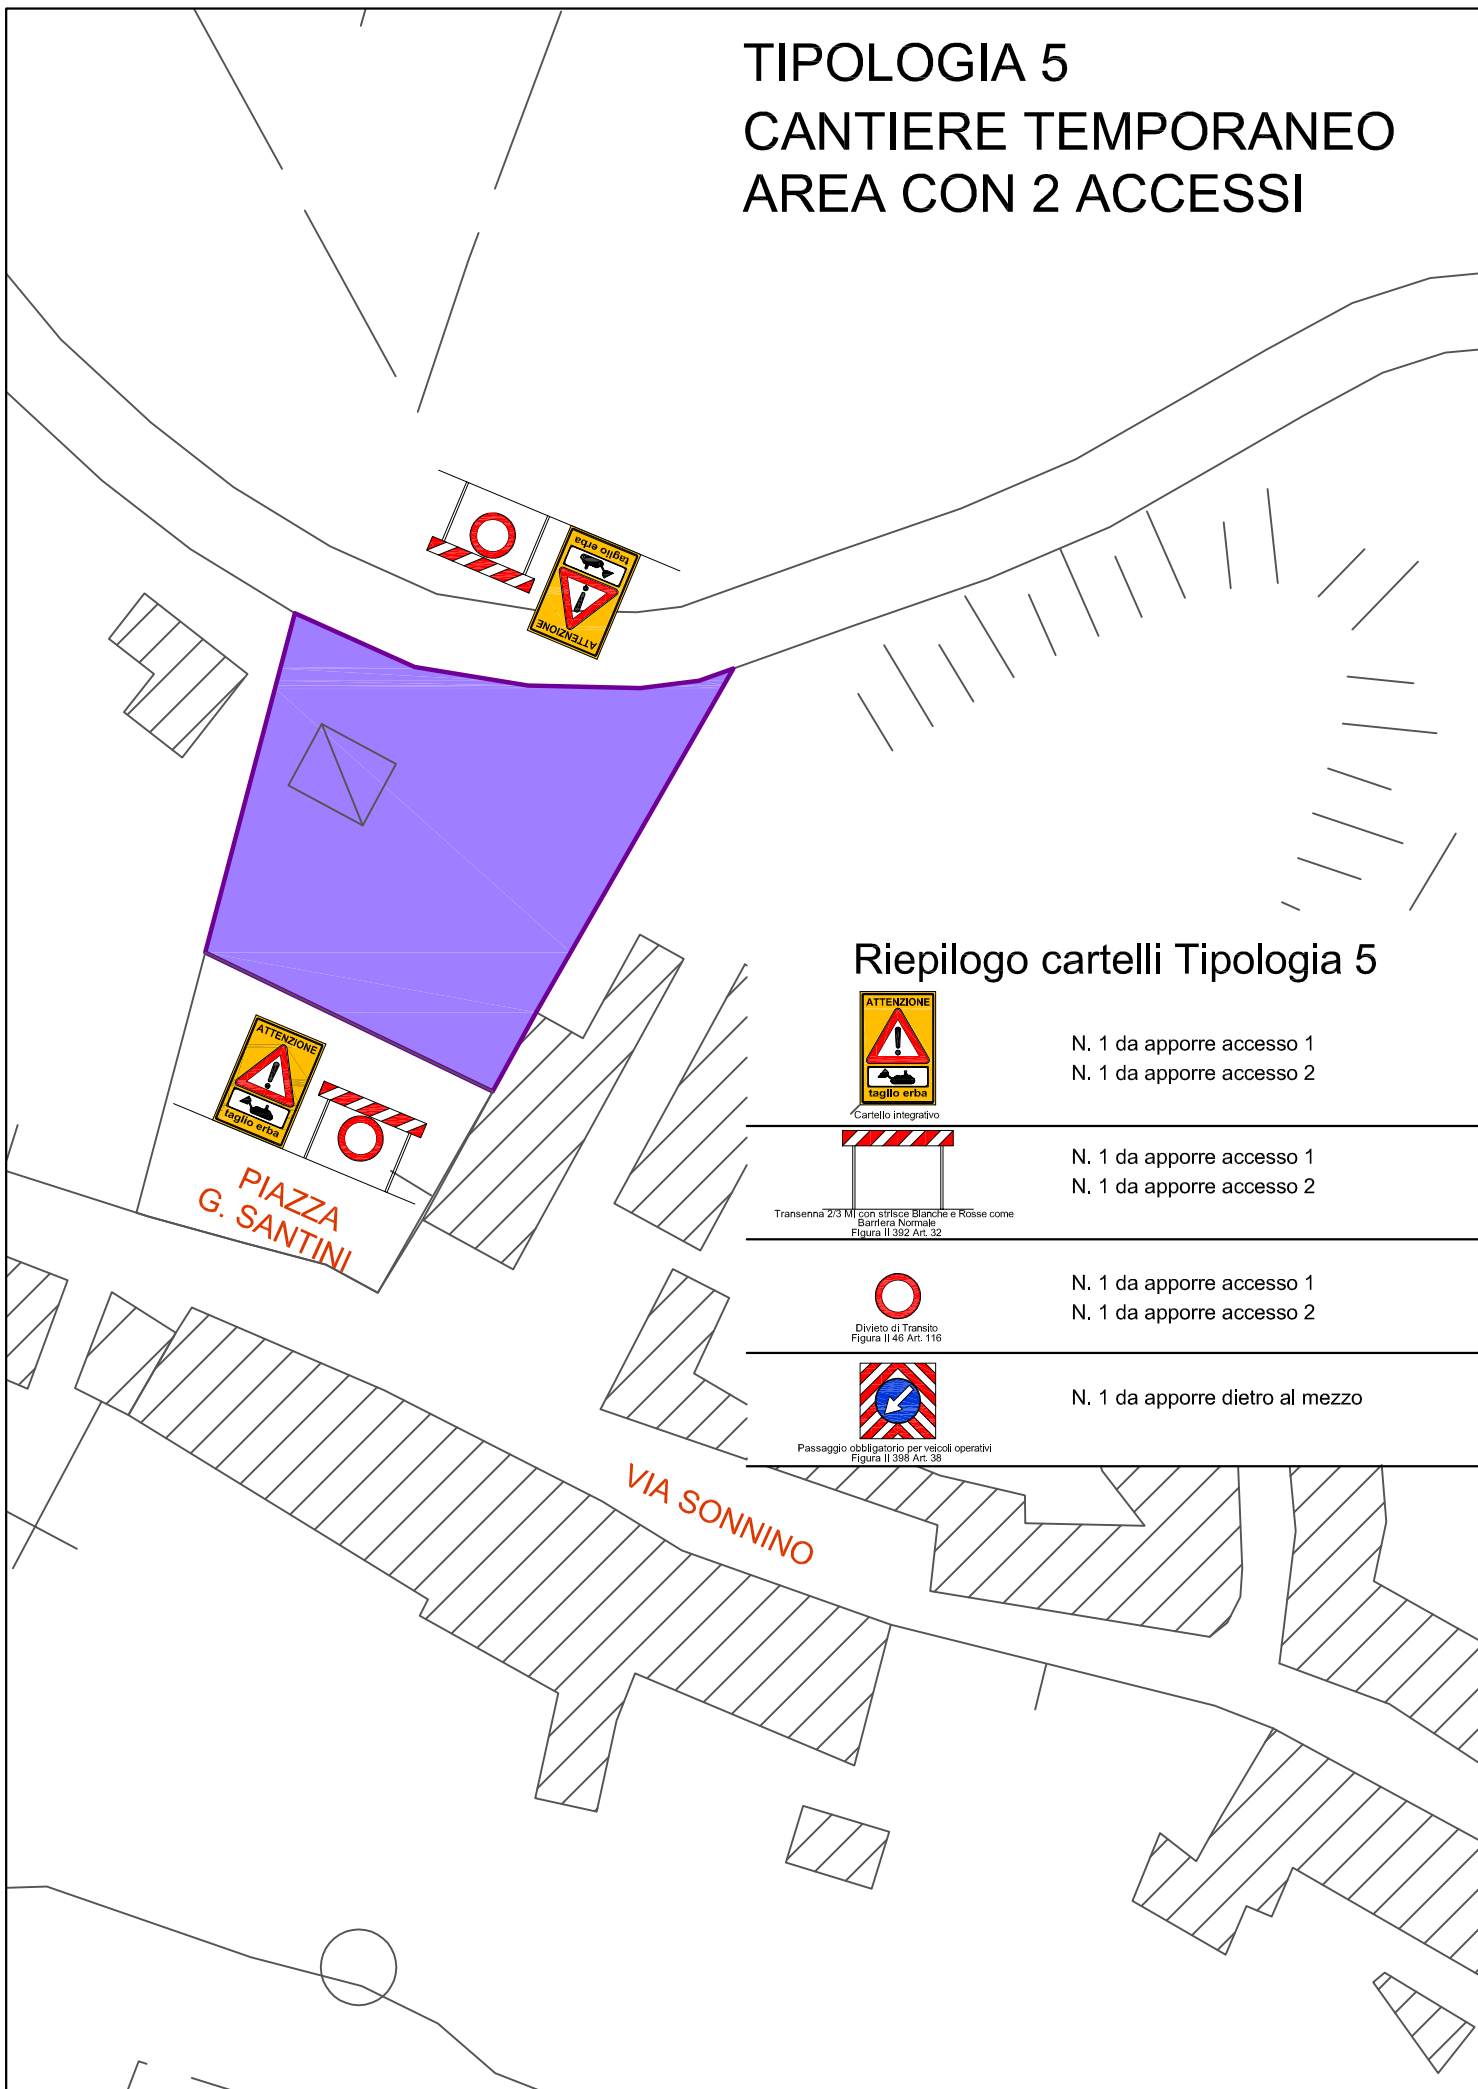 TIPOLOGIA 5
CANTIERE TEMPORANEO
AREA CON 2 ACCESSI
taglio erba
ATTENZIONE
ATTENZIONE
taglio erba
PIAZZA
G. SANTINI
VIA SONNINO
Riepilogo cartelli Tipologia 5
ATTENZIONE
taglio erba
Cartello integrativo
N. 1 da apporre accesso 1
N. 1 da apporre accesso 2
Transenna 2/3 Ml con strisce Bianche e Rosse come
Barriera Normale
Figura II 392 Art. 32
N. 1 da apporre accesso 1
N. 1 da apporre accesso 2
Divieto di Transito
Figura II 46 Art. 116
N. 1 da apporre accesso 1
N. 1 da apporre accesso 2
Passaggio obbligatorio per veicoli operativi
Figura II 398 Art. 38
N. 1 da apporre dietro al mezzo